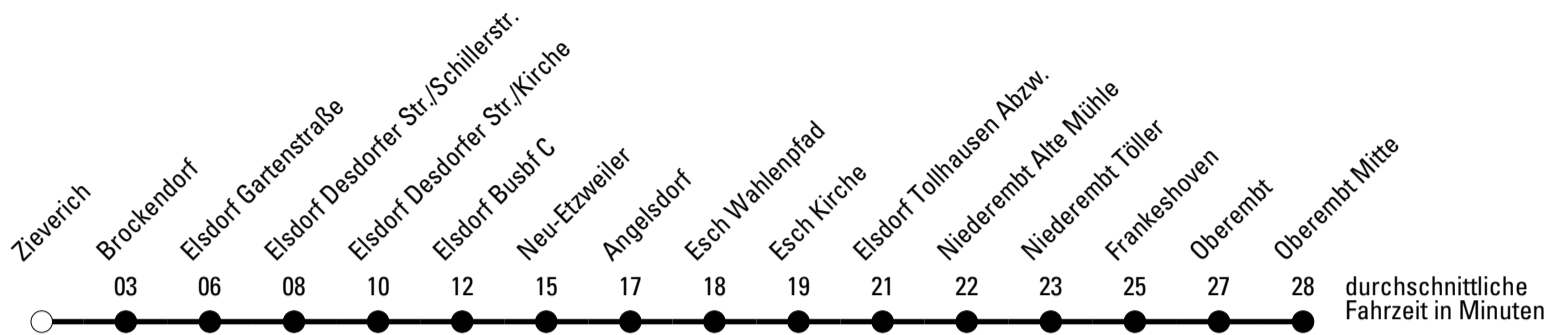 Zieverich
Brockendorf
Elsdorf Gartenstraße
Elsdorf Desdorfer Str./Schillerstr.
Elsdorf Desdorfer Str./Kirche
Elsdorf Busbf C
Neu-Etzweiler
Angelsdorf
Esch Wahlenpfad
Esch Kirche
Elsdorf Tollhausen Abzw.
Niederembt Alte Mühle
Niederembt Töller
Frankeshoven
Oberembt
Oberembt Mitte
03 06 08 10 12 15 17 18 19 21 22 23 25 27 28 durchschnittliche
Fahrzeit in Minuten